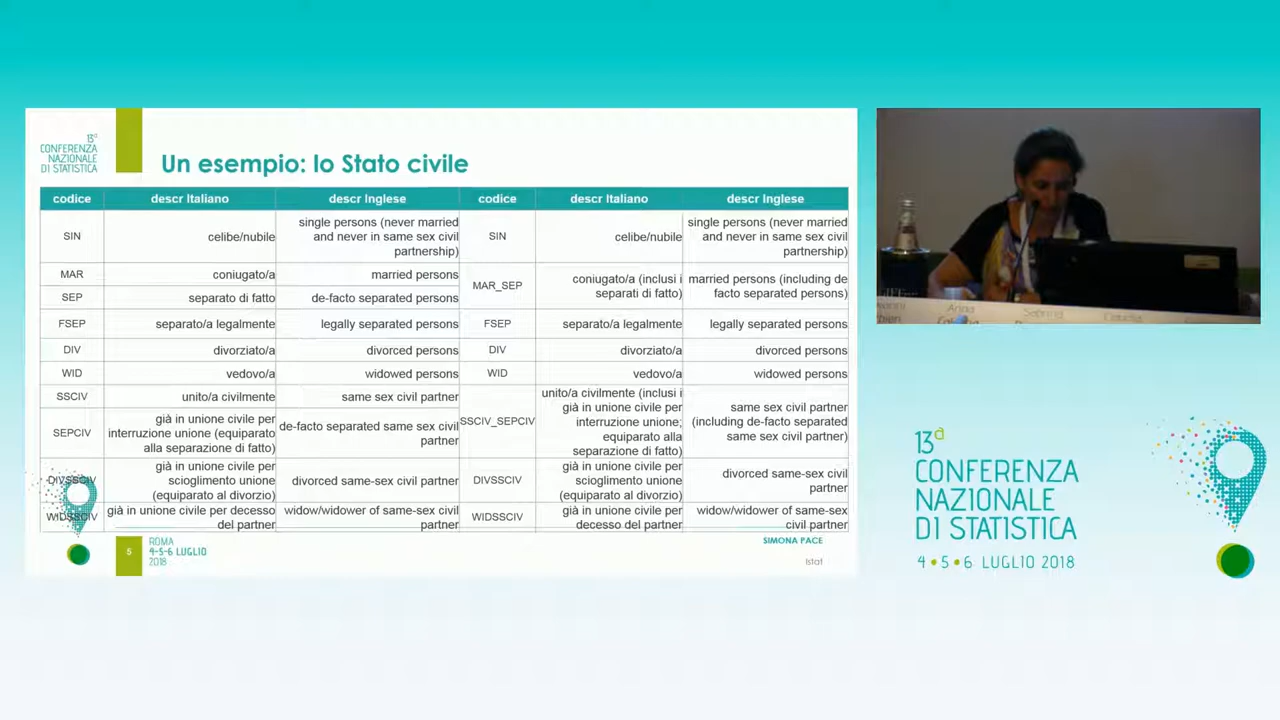 13ª
CONFERENZA
NAZIONALE
DI STATISTICA
Un esempio: lo Stato civile
codice descr Italiano descr Inglese codice descr Italiano descr Inglese
SIN celibe/nubile single persons (never married and never in same sex civil partnership) SIN celibe/nubile single persons (never married and never in same sex civil partnership)
MAR coniugato/a married persons MAR_SEP coniugato/a (inclusi i separati di fatto) married persons (including de facto separated persons)
SEP separato di fatto de-facto separated persons
FSEP separato/a legalmente legally separated persons FSEP separato/a legalmente legally separated persons
DIV divorziato/a divorced persons DIV divorziato/a divorced persons
WID vedovo/a widowed persons WID vedovo/a widowed persons
SSCIV unito/a civilmente same sex civil partner SSCIV_SEPCIV unito/a civilmente (inclusi i già in unione civile per interruzione unione; equiparato alla separazione di fatto) same sex civil partner (including de-facto separated same sex civil partner)
SEPCIV già in unione civile per interruzione unione (equiparato alla separazione di fatto) de-facto separated same sex civil partner
DIVSSCIV già in unione civile per scioglimento unione (equiparato al divorzio) divorced same-sex civil partner DIVSSCIV già in unione civile per scioglimento unione (equiparato al divorzio) divorced same-sex civil partner
WIDSSCIV già in unione civile per decesso del partner widow/widower of same-sex civil partner WIDSSCIV già in unione civile per decesso del partner widow/widower of same-sex civil partner
5
ROMA
4-5-6 LUGLIO
2018
SIMONA PACE
Istat
13ª
CONFERENZA
NAZIONALE
DI STATISTICA
4 • 5 • 6 LUGLIO 2018